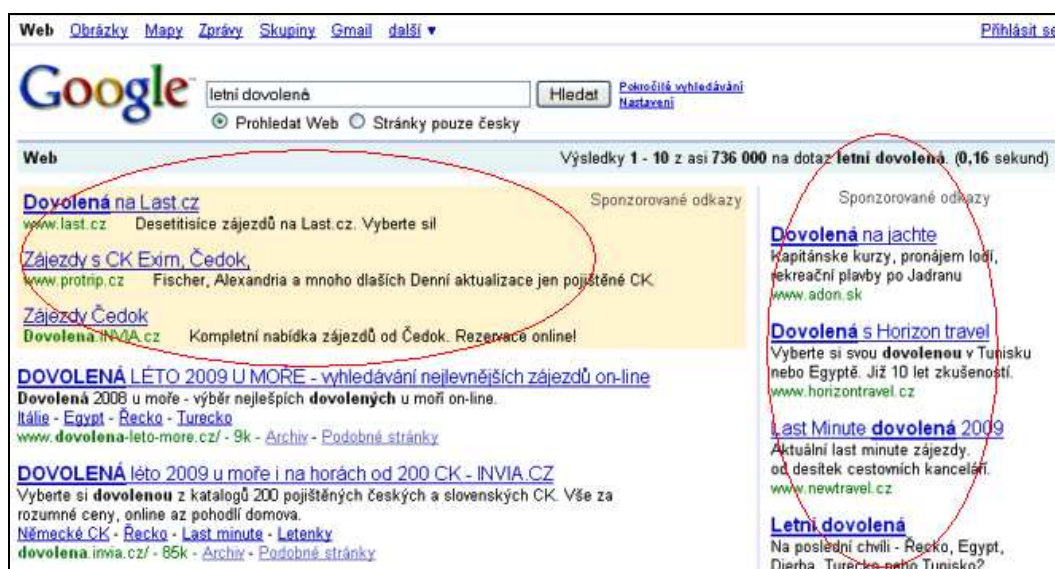 Web Obrázky Mapy Zprávy Skupiny Gmail další ▼ Přihlásit se
Google letní dovolená Hledat Pokročilé vyhledávání
Nastavení
Prohledat Web Stránky pouze česky
Web Výsledky 1 - 10 z asi 736 000 na dotaz letní dovolená. (0,16 sekund)
Sponzorované odkazy
Dovolená na Last.cz
www.last.cz Desetitisíce zájezdů na Last.cz. Vyberte si!
Zájezdy s CK Exim, Čedok,
www.protrip.cz Fischer, Alexandria a mnoho dlaších Denní aktualizace jen pojištěné CK.
Zájezdy Čedok
Dovolena.INVIA.cz Kompletní nabídka zájezdů od Čedok. Rezervace online!
DOVOLENÁ LÉTO 2009 U MOŘE - vyhledávání nejlevnějších zájezdů on-line
Dovolená 2008 u moře - výběr nejlešpích dovolených u moří on-line.
Itálie - Egypt - Řecko - Turecko
www.dovolena-leto-more.cz/ - 9k - Archiv - Podobné stránky
DOVOLENÁ léto 2009 u moře i na horách od 200 CK - INVIA.CZ
Vyberte si dovolenou z katalogů 200 pojištěných českých a slovenských CK. Vše za
rozumné ceny, online az pohodlí domova.
Německé CK - Řecko - Last minute - Letenky
dovolena.invia.cz/ - 85k - Archiv - Podobné stránky
Sponzorované odkazy
Dovolená na jachte
Kapitánske kurzy, pronájem lodí,
rekreační plavby po Jadranu
www.adon.sk
Dovolená s Horizon travel
Vyberte si svou dovolenou v Tunisku
nebo Egyptě. Již 10 let zkušeností.
www.horizontravel.cz
Last Minute dovolená 2009
Aktuální last minute zájezdy.
od desítek cestovních kanceláří.
www.newtravel.cz
Letní dovolená
Na poslední chvíli - Řecko, Egypt,
Djerba, Turecko nebo Tunisko?